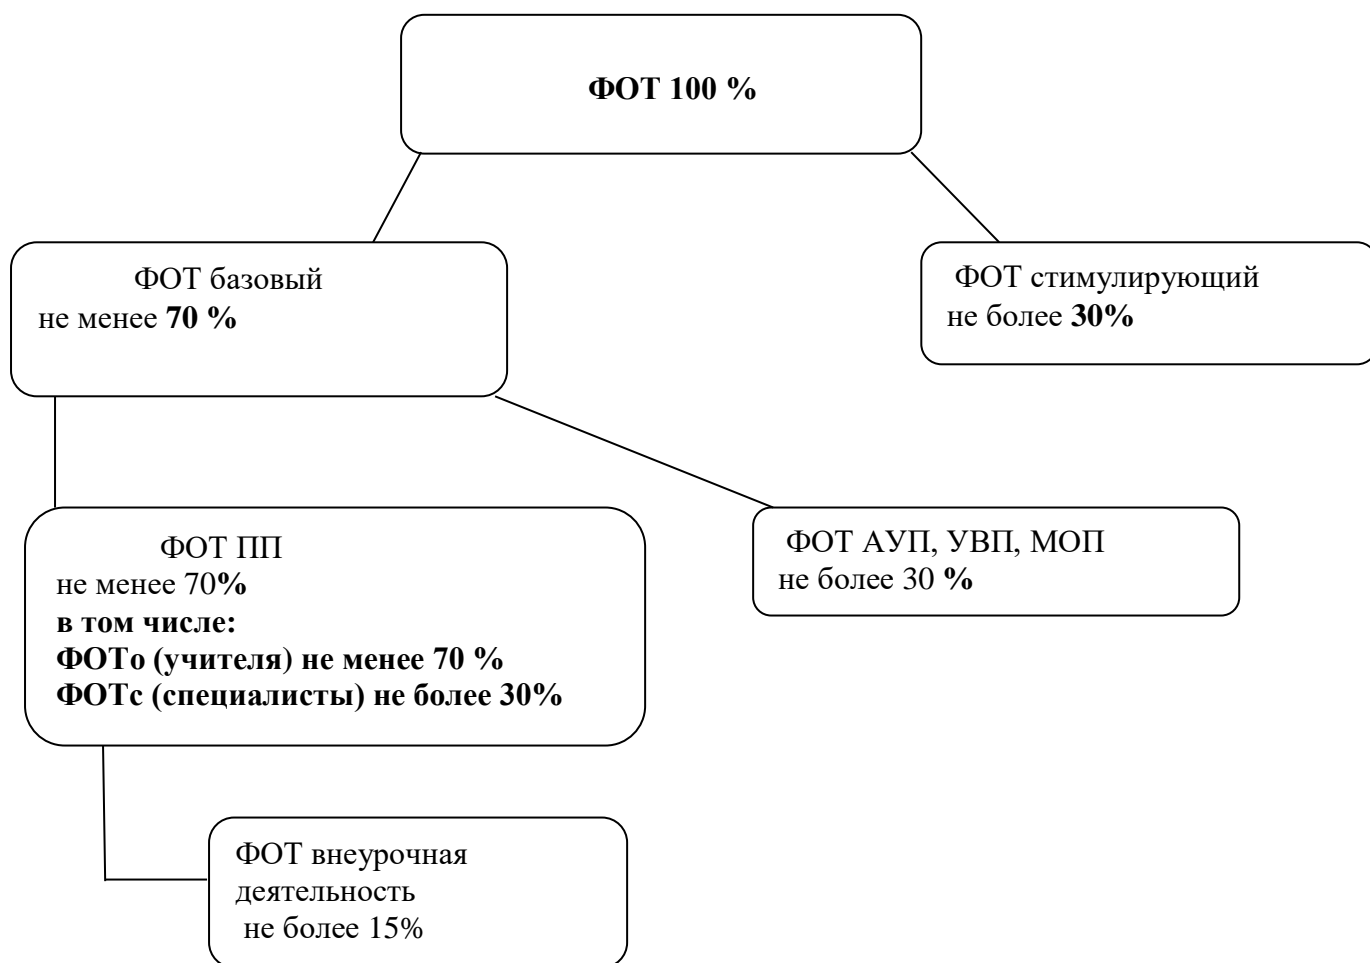 ФОТ 100 %
ФОТ базовый
не менее 70 %
ФОТ стимулирующий
не более 30%
ФОТ ПП
не менее 70%
в том числе:
ФОТо (учителя) не менее 70 %
ФОТс (специалисты) не более 30%
ФОТ АУП, УВП, МОП
не более 30 %
ФОТ внеурочная
деятельность
не более 15%